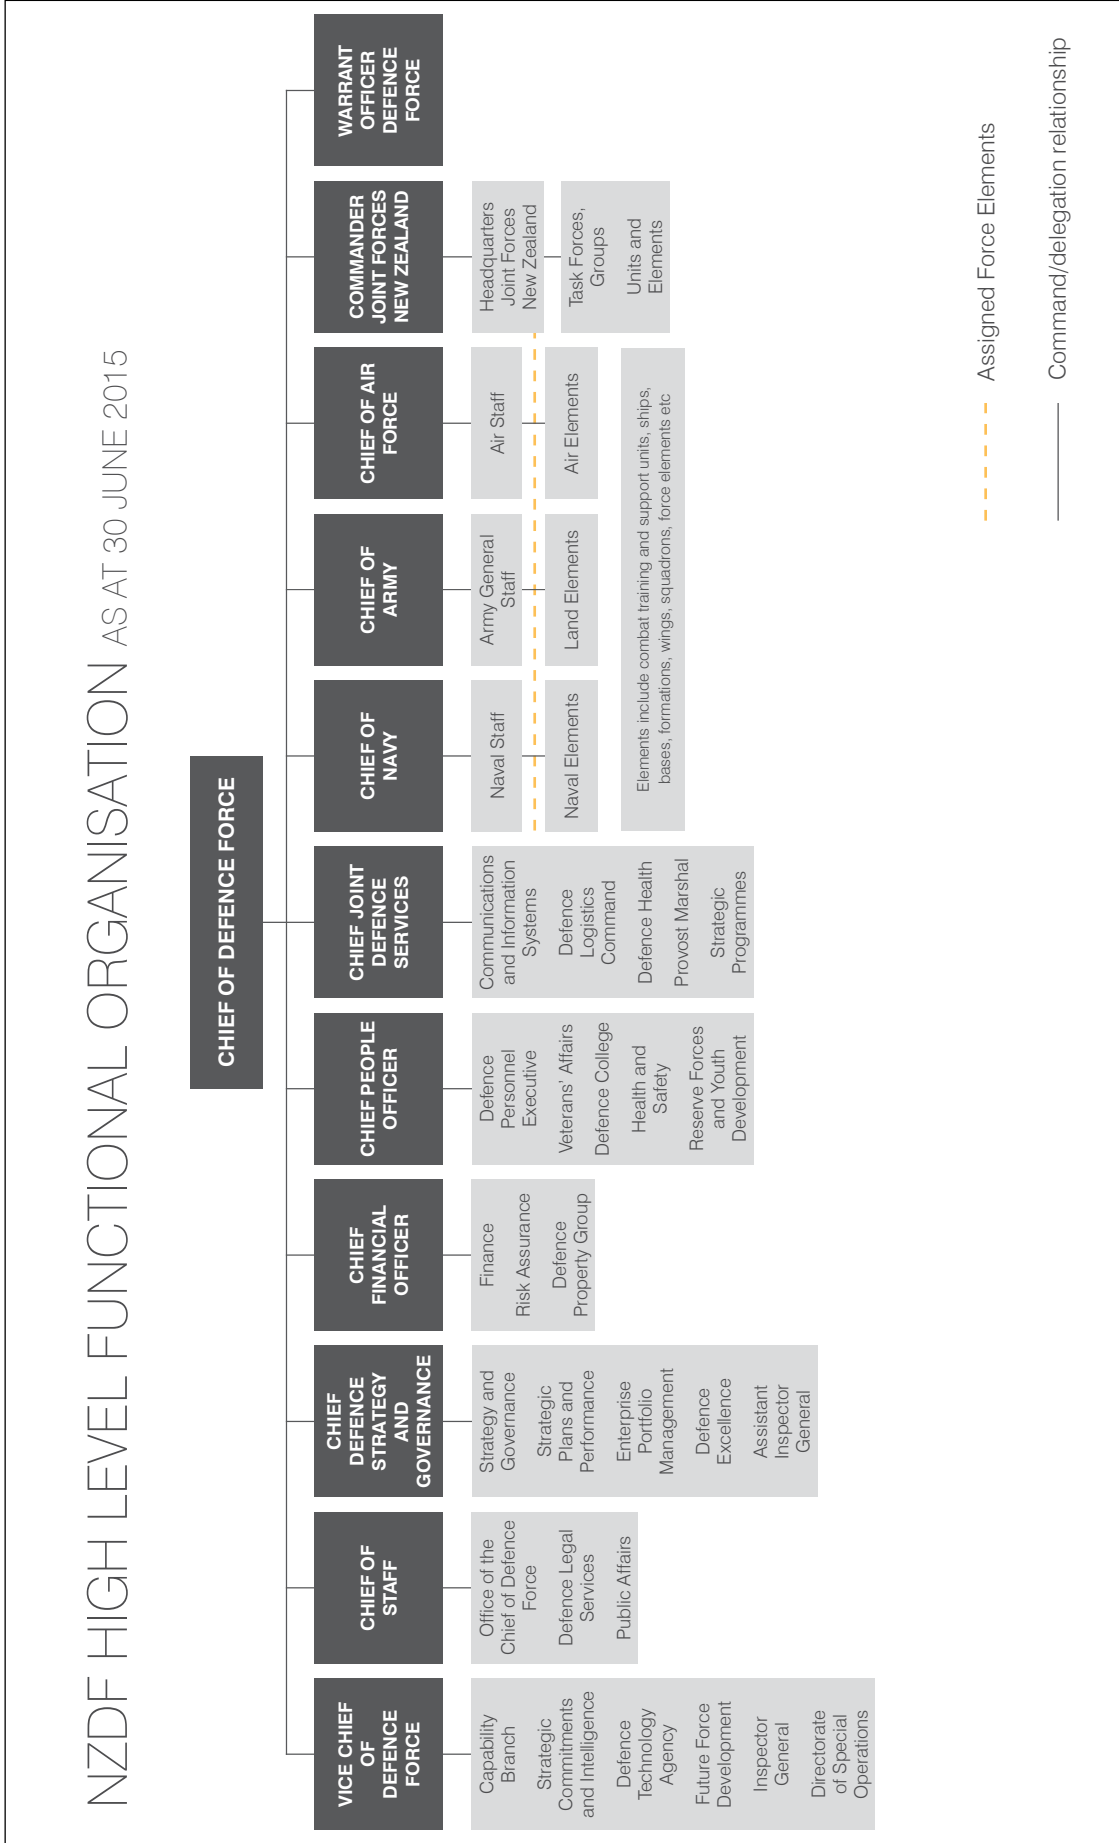 NZDF HIGH LEVEL FUNCTIONAL ORGANISATION AS AT 30 JUNE 2015
CHIEF OF DEFENCE FORCE
VICE CHIEF
OF
DEFENCE
FORCE
Capability
Branch
Strategic
Commitments
and Intelligence
Defence
Technology
Agency
Future Force
Development
Inspector
General
Directorate
of Special
Operations
CHIEF OF
STAFF
Office of the
Chief of Defence
Force
Defence Legal
Services
Public Affairs
CHIEF
DEFENCE
STRATEGY
AND
GOVERNANCE
Strategy and
Governance
Strategic
Plans and
Performance
Enterprise
Portfolio
Management
Defence
Excellence
Assistant
Inspector
General
CHIEF
FINANCIAL
OFFICER
Finance
Risk Assurance
Defence
Property Group
CHIEF PEOPLE
OFFICER
Defence
Personnel
Executive
Veterans' Affairs
Defence College
Health and
Safety
Reserve Forces
and Youth
Development
CHIEF JOINT
DEFENCE
SERVICES
Communications
and Information
Systems
Defence
Logistics
Command
Defence Health
Provost Marshal
Strategic
Programmes
CHIEF OF
NAVY
Naval Staff
Naval Elements
CHIEF OF
ARMY
Army General
Staff
Land Elements
CHIEF OF AIR
FORCE
Air Staff
Air Elements
Elements include combat training and support units, ships,
bases, formations, wings, squadrons, force elements etc
COMMANDER
JOINT FORCES
NEW ZEALAND
Headquarters
Joint Forces
New Zealand
Task Forces,
Groups
Units and
Elements
WARRANT
OFFICER
DEFENCE
FORCE
Assigned Force Elements
Command/delegation relationship